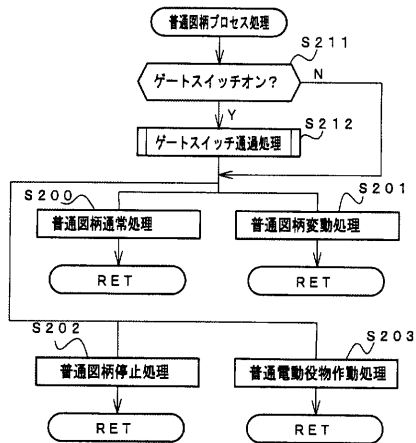 普通図柄プロセス処理
S211
ゲートスイッチオン?
N
Y
S212
ゲートスイッチ通過処理
S200
S201
普通図柄通常処理
普通図柄変動処理
RET
RET
S202
S203
普通図柄停止処理
普通電動役物作動処理
RET
RET